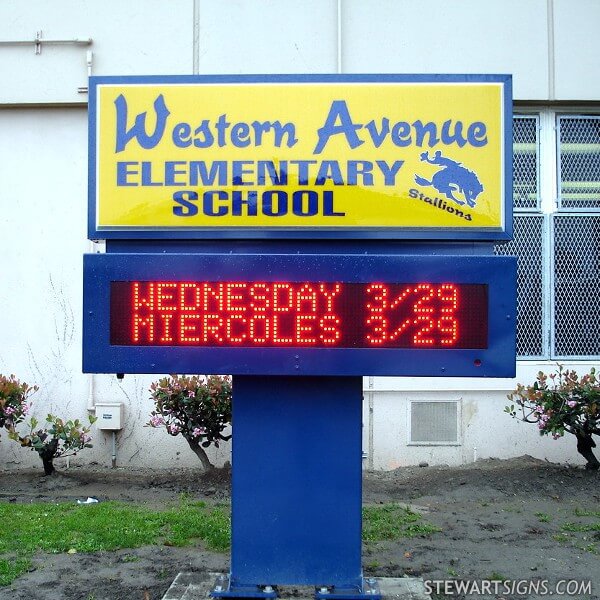 Western Avenue
ELEMENTARY
SCHOOL
Stallions
WEDNESDAY 3/29
MIERCOLES 3/29
STEWARTSIGNS.COM